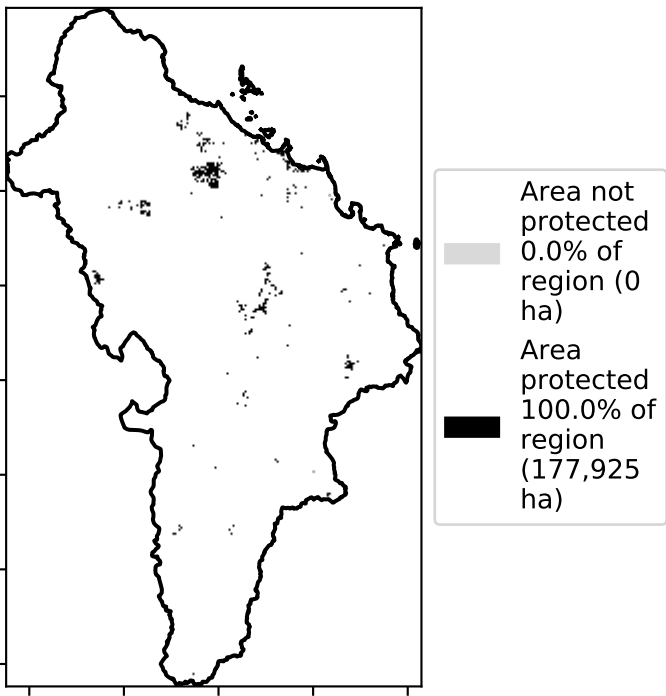 Area not
protected
0.0% of
region (0
ha)
Area
protected
100.0% of
region
(177,925
ha)